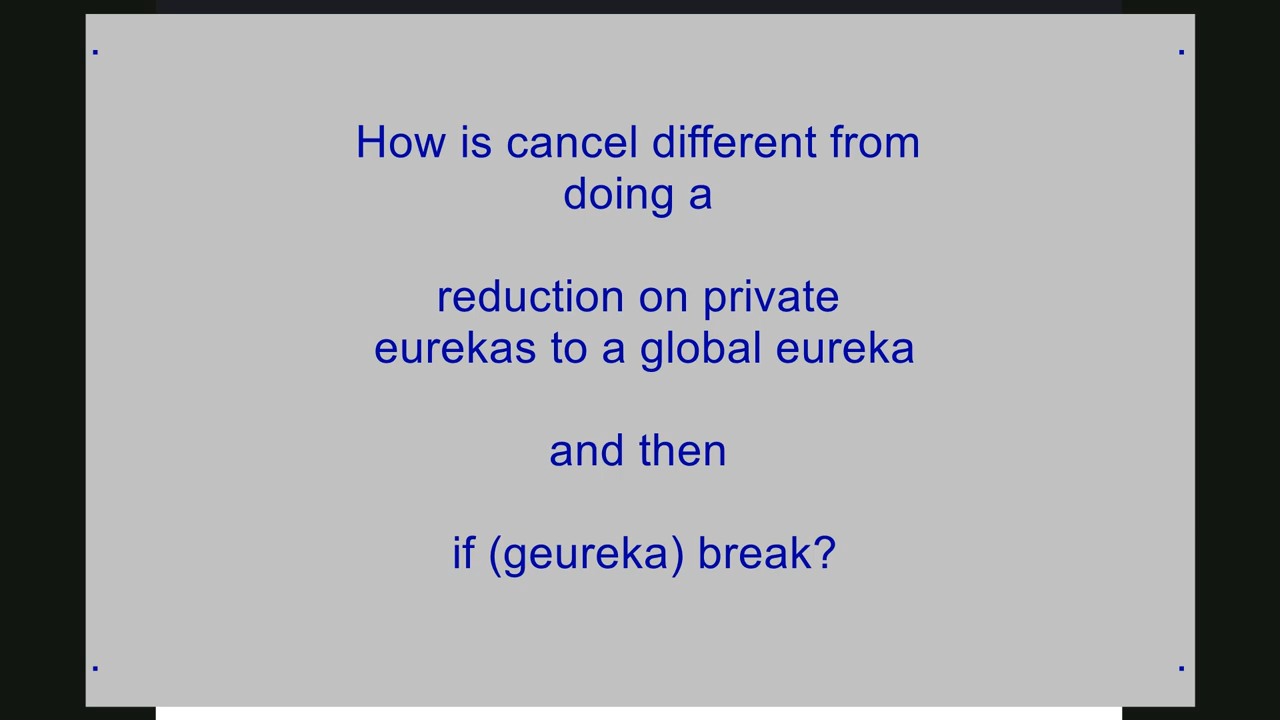 How is cancel different from
doing a
reduction on private
eurekas to a global eureka
and then
if (geureka) break?